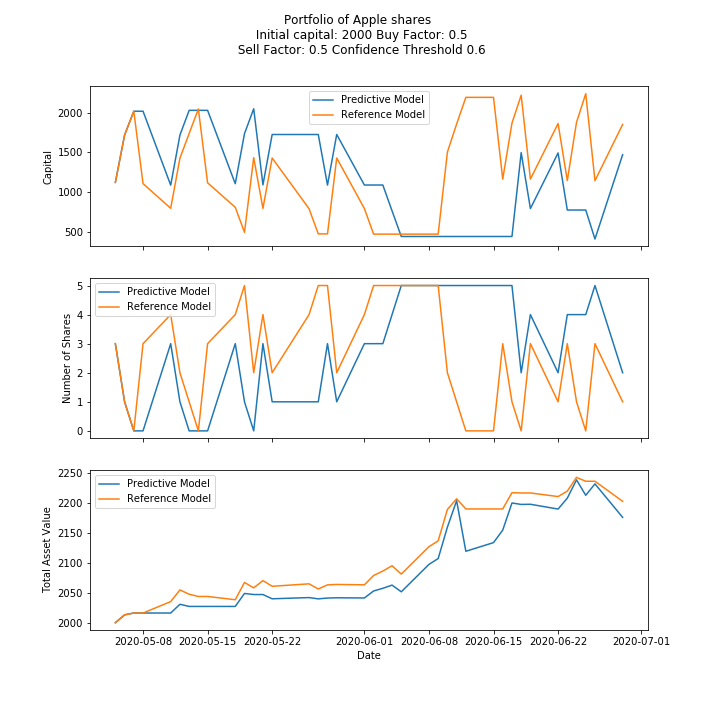 Portfolio of Apple shares
Initial capital: 2000 Buy Factor: 0.5
Sell Factor: 0.5 Confidence Threshold 0.6
Predictive Model
Reference Model
Capital
2000
1500
1000
500
Predictive Model
Reference Model
Number of Shares
5
4
3
2
1
0
Predictive Model
Reference Model
Total Asset Value
2250
2200
2150
2100
2050
2000
2020-05-08 2020-05-15 2020-05-22 2020-06-01 2020-06-08 2020-06-15 2020-06-22 2020-07-01
Date